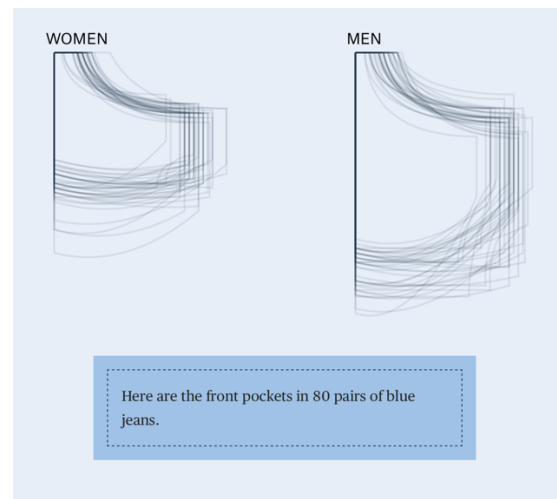 WOMEN
MEN
Here are the front pockets in 80 pairs of blue
jeans.